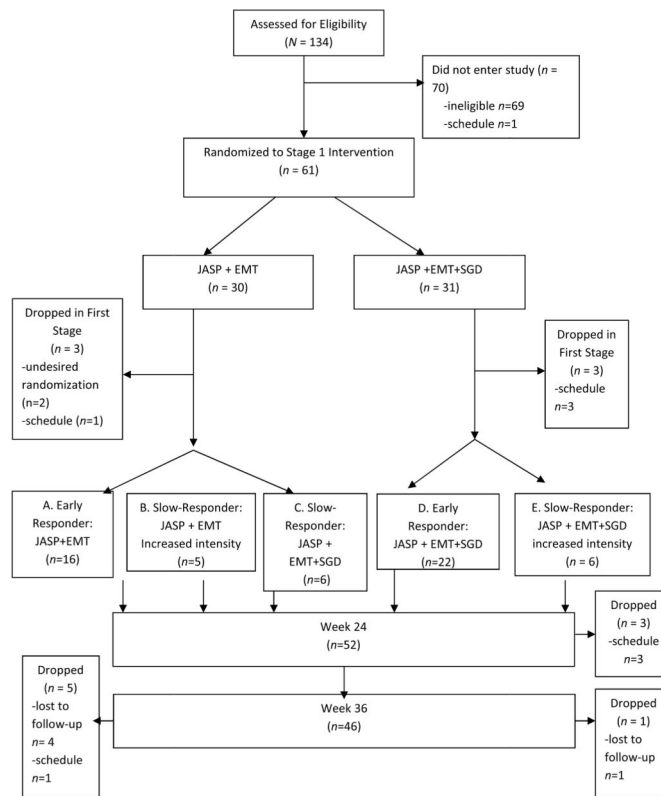 Assessed for Eligibility
(N = 134)
Did not enter study (n =
70)
-ineligible n=69
-schedule n=1
Randomized to Stage 1 Intervention
(n = 61)
JASP + EMT
(n = 30)
JASP +EMT+SGD
(n = 31)
Dropped in First
Stage
(n = 3)
-undesired
randomization
(n=2)
-schedule (n=1)
Dropped in
First Stage
(n = 3)
-schedule
n=3
A. Early
Responder:
JASP+EMT
(n=16)
B. Slow-Responder:
JASP + EMT
Increased intensity
(n=5)
C. Slow-
Responder:
JASP +
EMT+SGD
(n=6)
D. Early
Responder:
JASP + EMT+SGD
(n=22)
E. Slow-Responder:
JASP + EMT+SGD
increased intensity
(n = 6)
Week 24
(n=52)
Dropped
(n = 3)
-schedule
n=3
Dropped
(n = 5)
-lost to
follow-up
n= 4
-schedule
n=1
Week 36
(n=46)
Dropped
(n = 1)
-lost to
follow-up
n=1